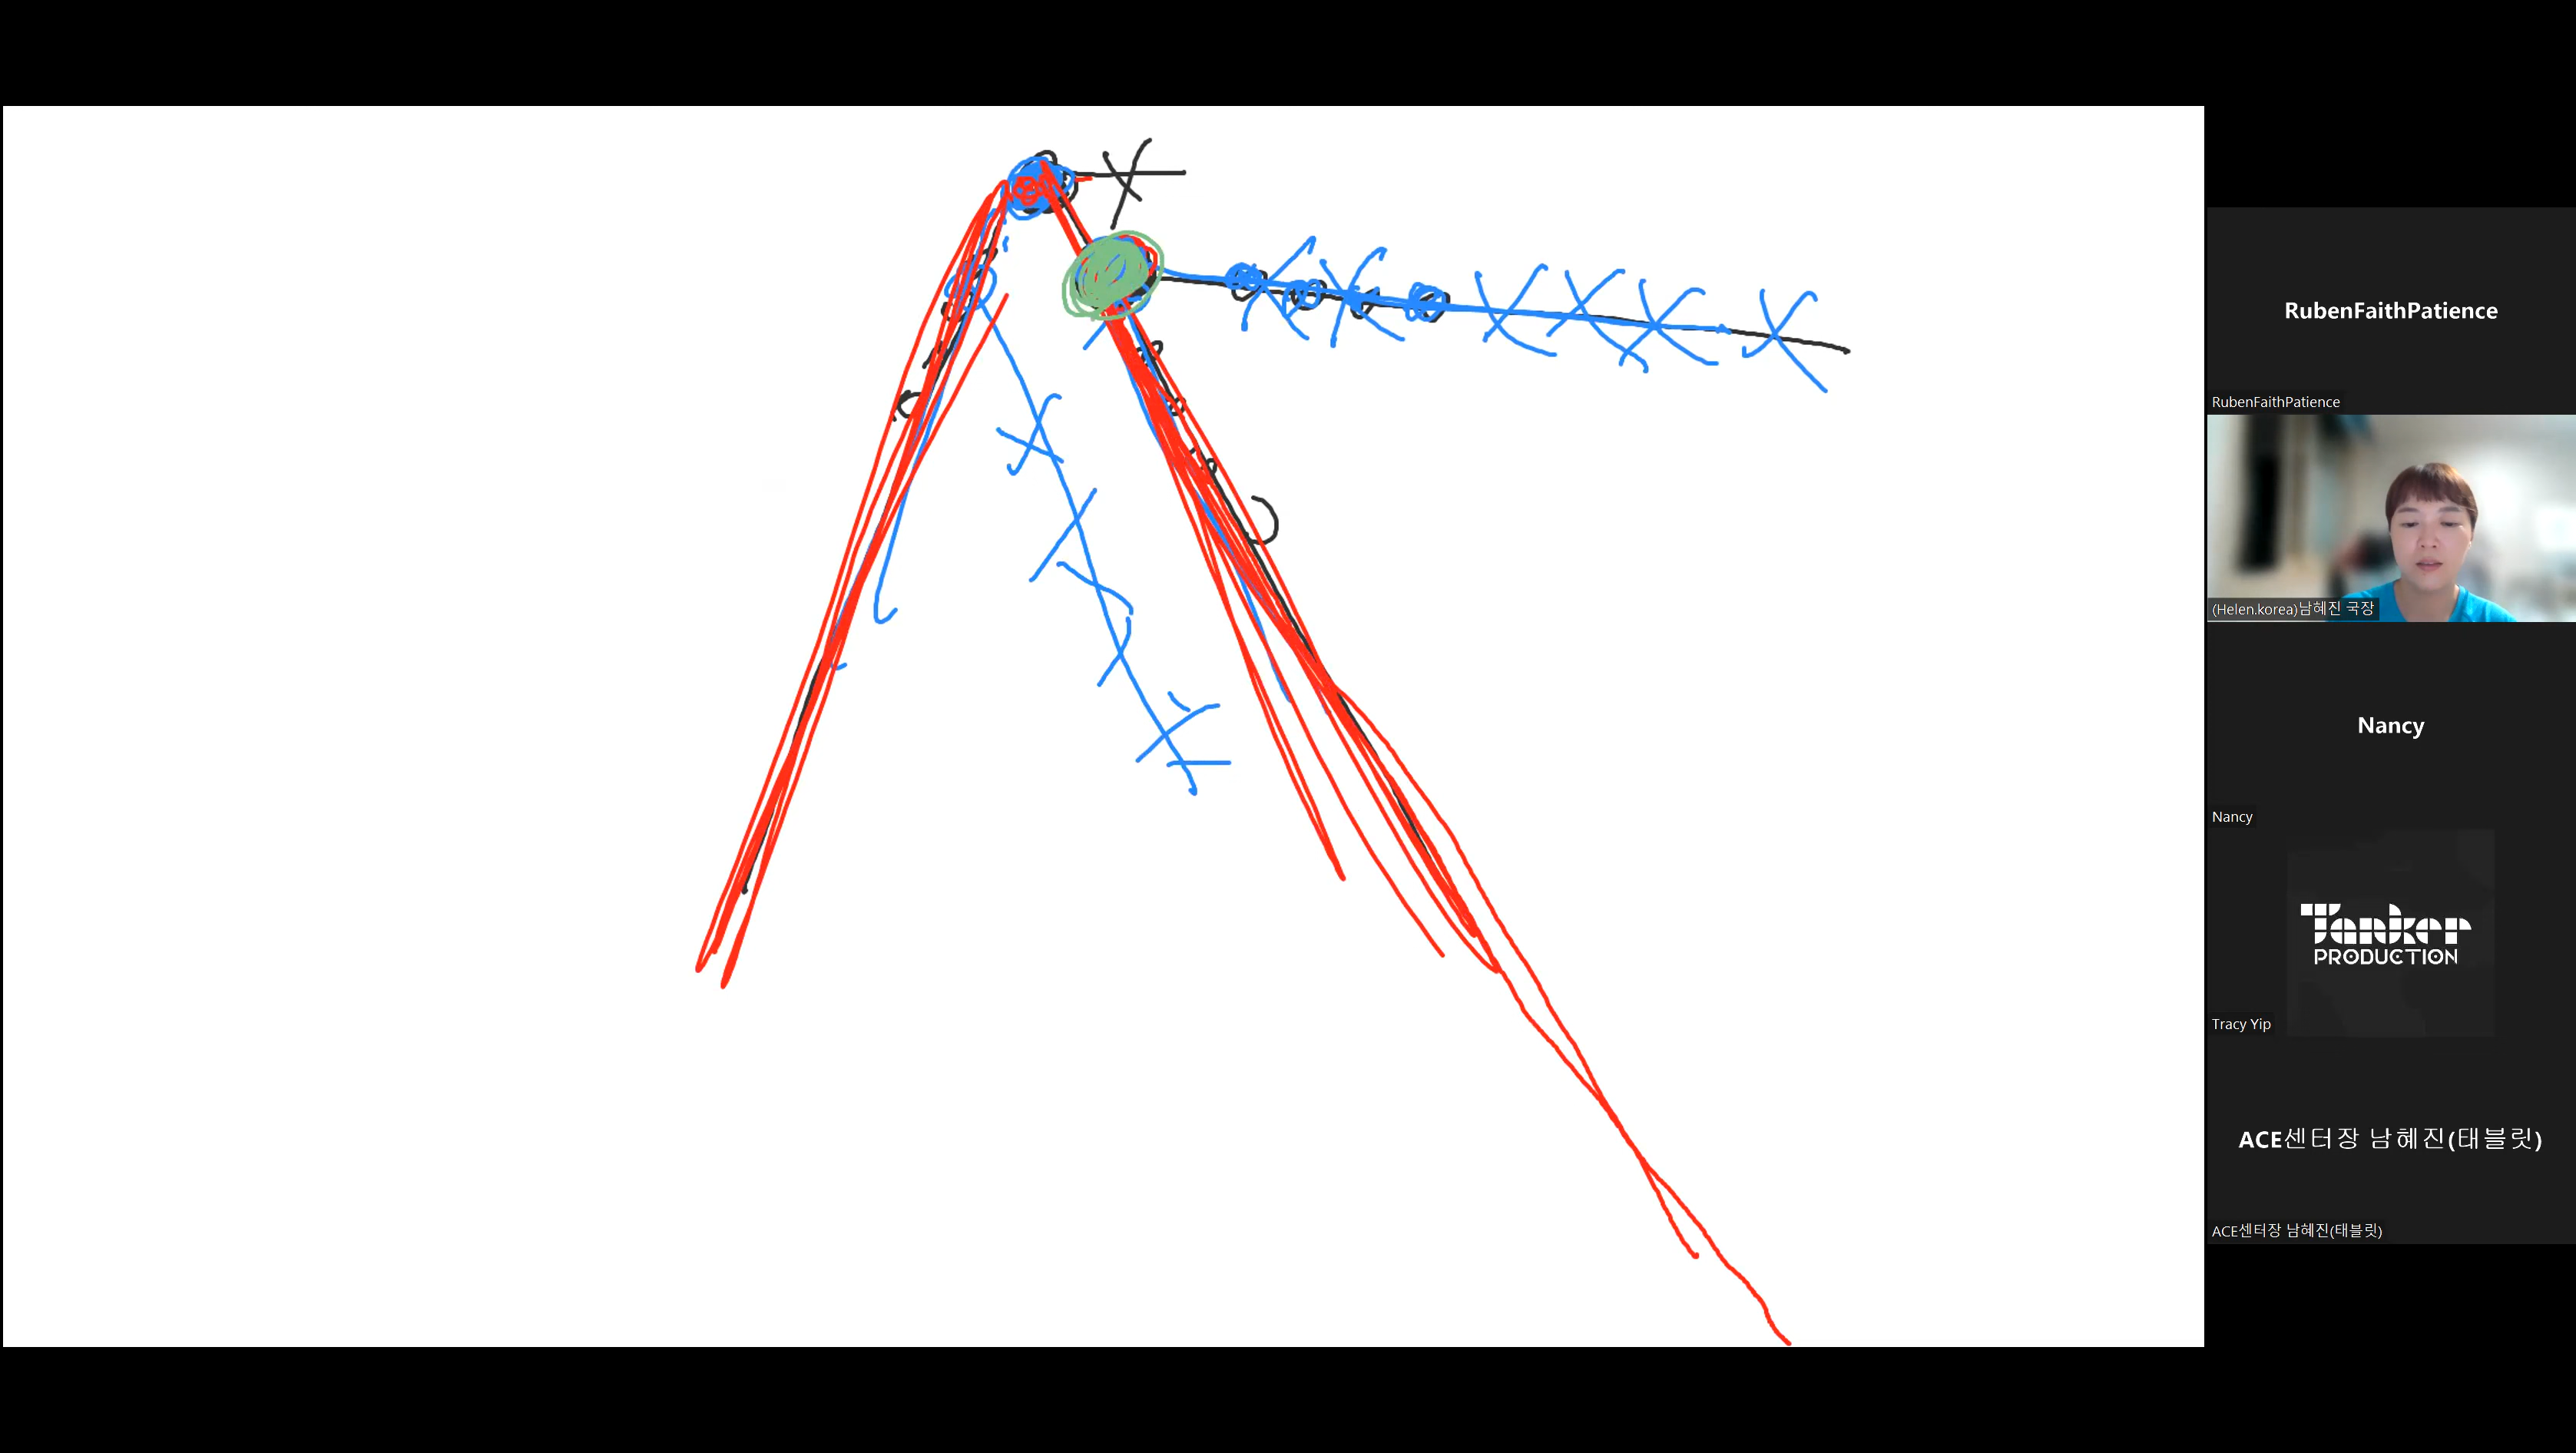 RubenFaithPatience
RubenFaithPatience
(Helen.korea)남혜진 국장
Nancy
Nancy
Tanker
PRODUCTION
Tracy Yip
ACE센터장 남혜진(태블릿)
ACE센터장 남혜진(태블릿)